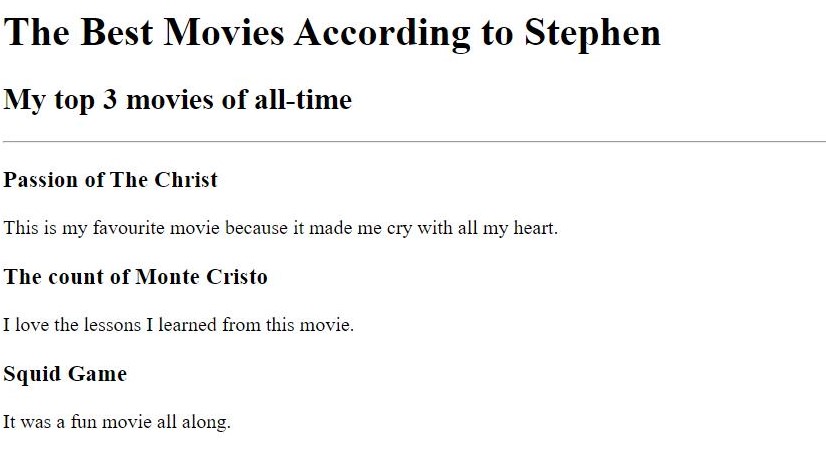 The Best Movies According to Stephen
My top 3 movies of all-time
Passion of The Christ
This is my favourite movie because it made me cry with all my heart.
The count of Monte Cristo
I love the lessons I learned from this movie.
Squid Game
It was a fun movie all along.